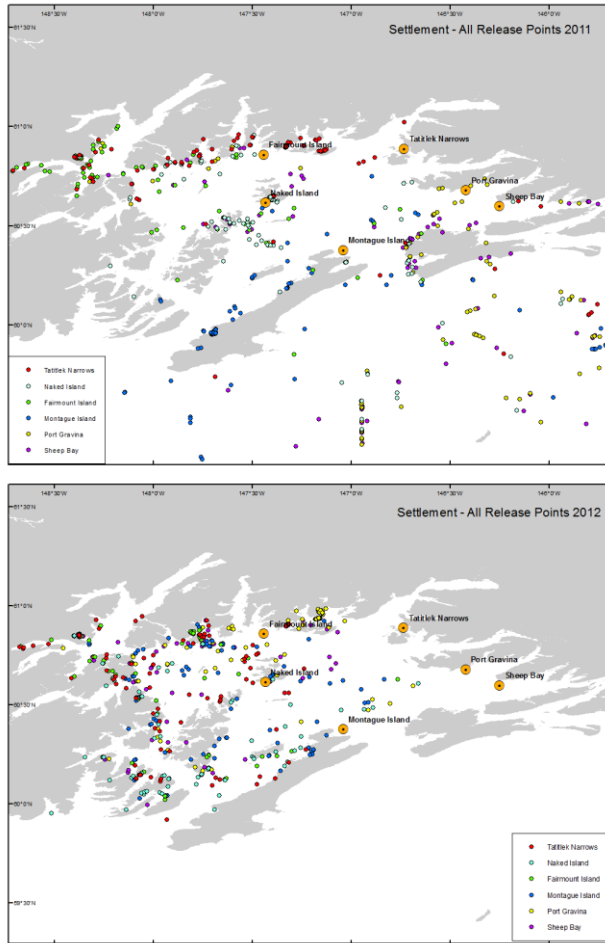 148°30'W 148°0'W 147°30'W 147°0'W 146°30'W 146°0'W
Settlement - All Release Points 2011
61°30'N
61°0'N
Tatitlek Narrows
Fairmount Island
Port Gravina
Naked Island
Sheep Bay
60°30'N
Montague Island
60°0'N
Tatitlek Narrows
Naked Island
Fairmount Island
Montague Island
Port Gravina
Sheep Bay
148°30'W 148°0'W 147°30'W 147°0'W 146°30'W 146°0'W
Settlement - All Release Points 2012
61°30'N
61°0'N
Tatitlek Narrows
Fairmount Island
Port Gravina
Naked Island
Sheep Bay
60°30'N
Montague Island
60°0'N
59°30'N
Tatitlek Narrows
Naked Island
Fairmount Island
Montague Island
Port Gravina
Sheep Bay